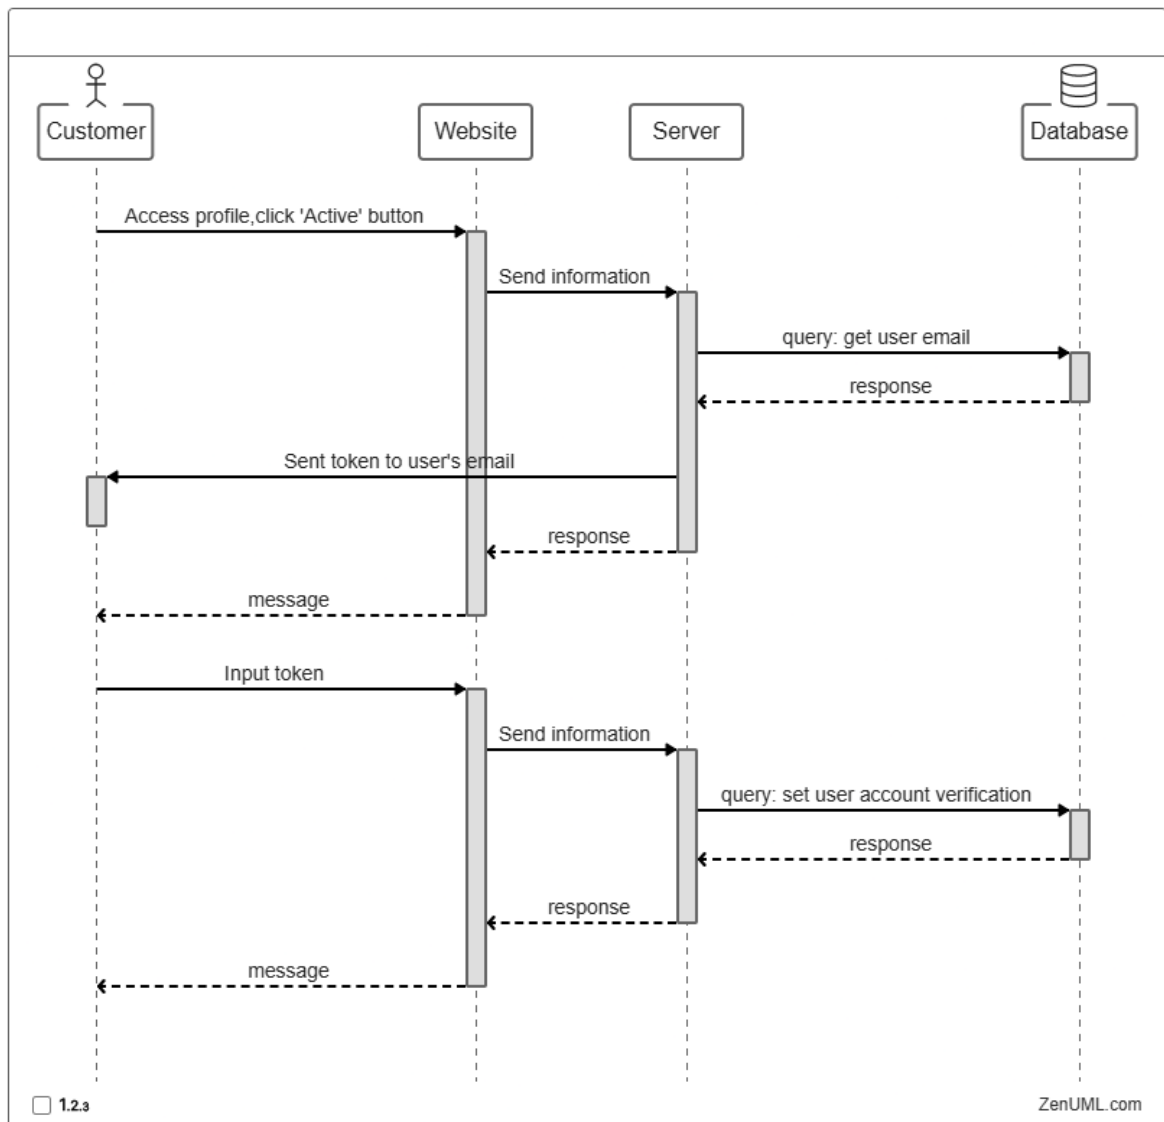 Customer
Website
Server
Database
Access profile,click 'Active' button
Send information
query: get user email
response
Sent token to user's email
response
message
Input token
Send information
query: set user account verification
response
response
message
1.2.3
ZenUML.com